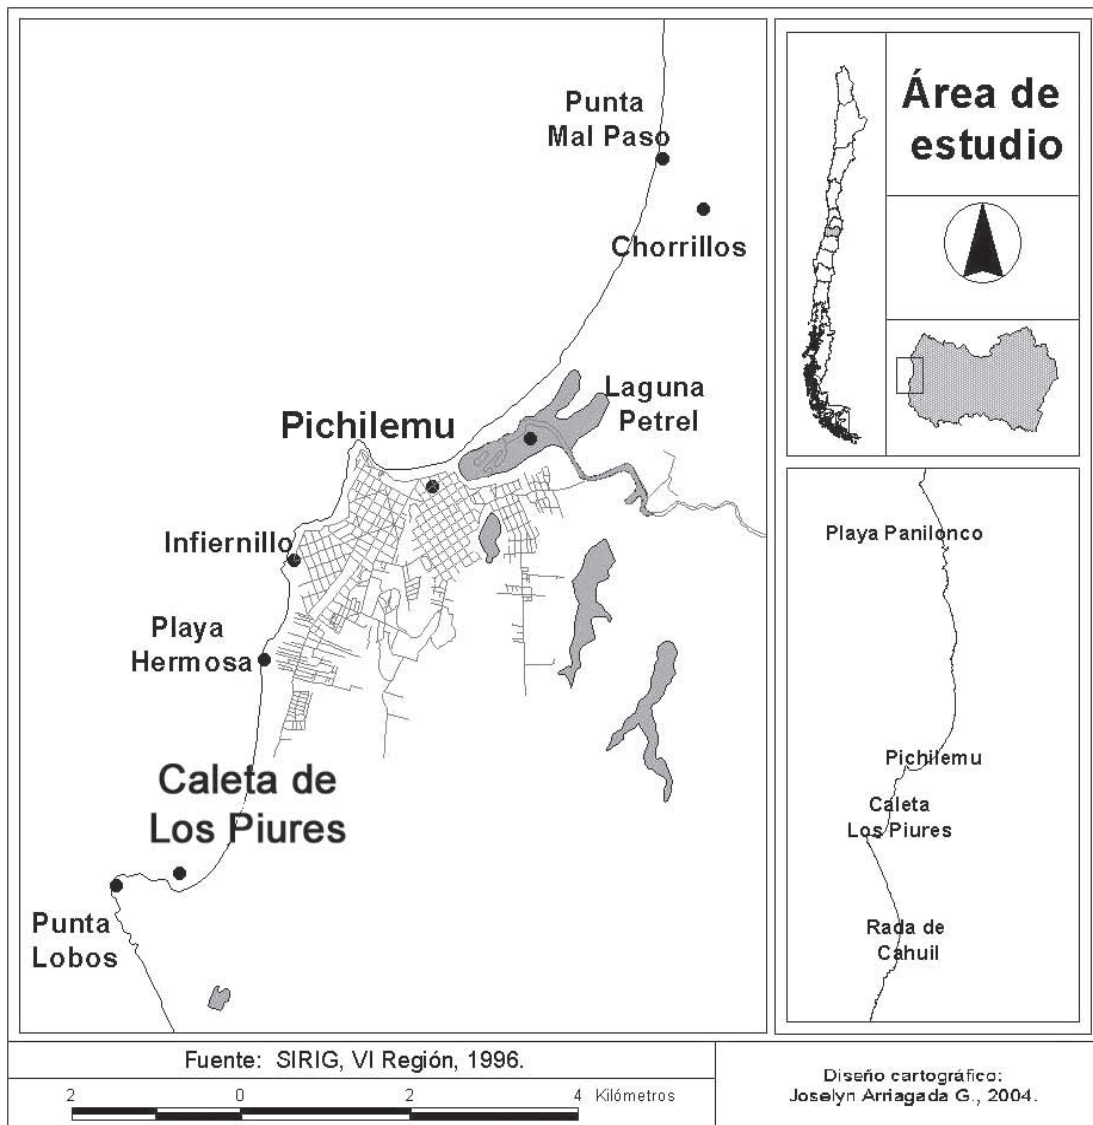 Punta
Mal Paso
Chorrillos
Laguna
Petrel
Pichilemu
Infiernillo
Playa
Hermosa
Caleta de
Los Piures
Punta
Lobos
Área de
estudio
Playa Panilonco
Pichilemu
Caleta
Los Piures
Rada de
Cahuil
Fuente: SIRIG, VI Región, 1996.
2 0 2 4 Kilómetros
Diseño cartográfico:
Joselyn Arriagada G., 2004.